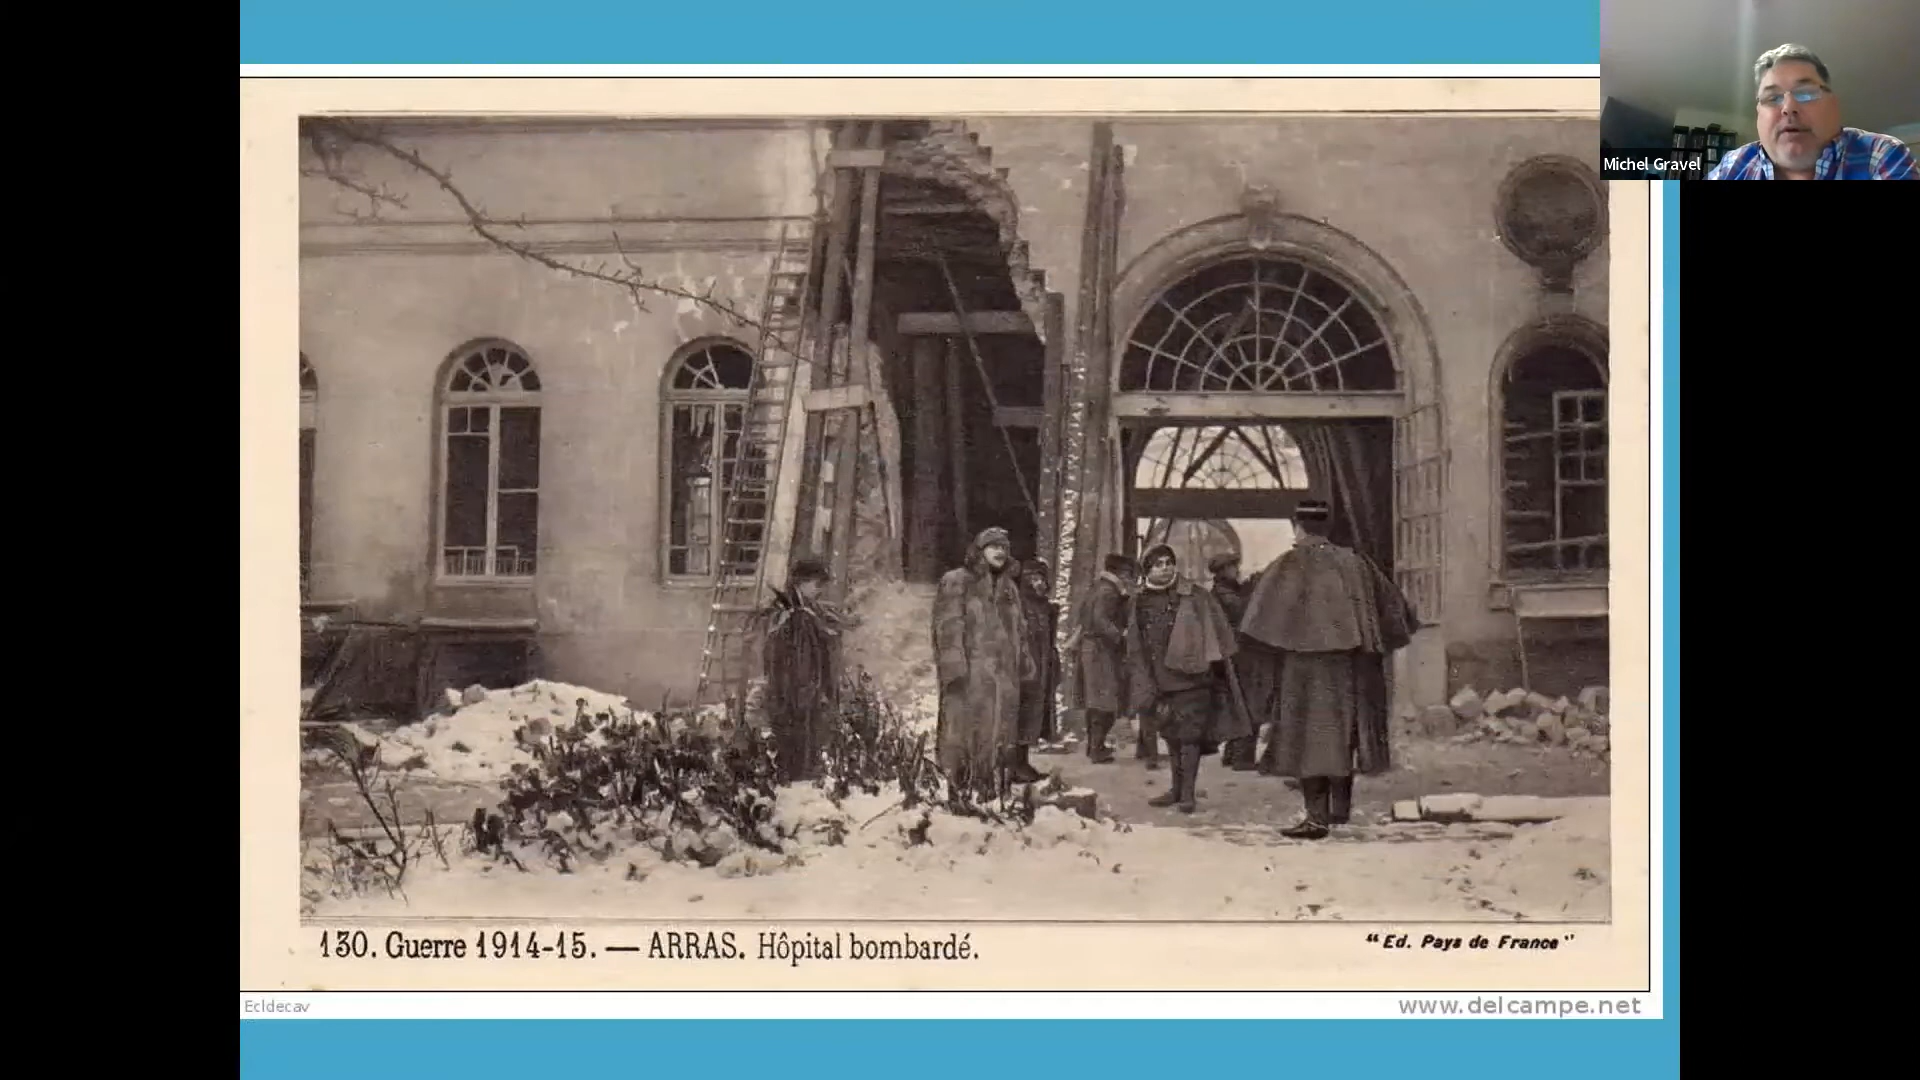 Michel Gravel
130. Guerre 1914-15. — ARRAS. Hôpital bombardé.
"Ed. Pays de France"
Ecldecav
www.delcampe.net